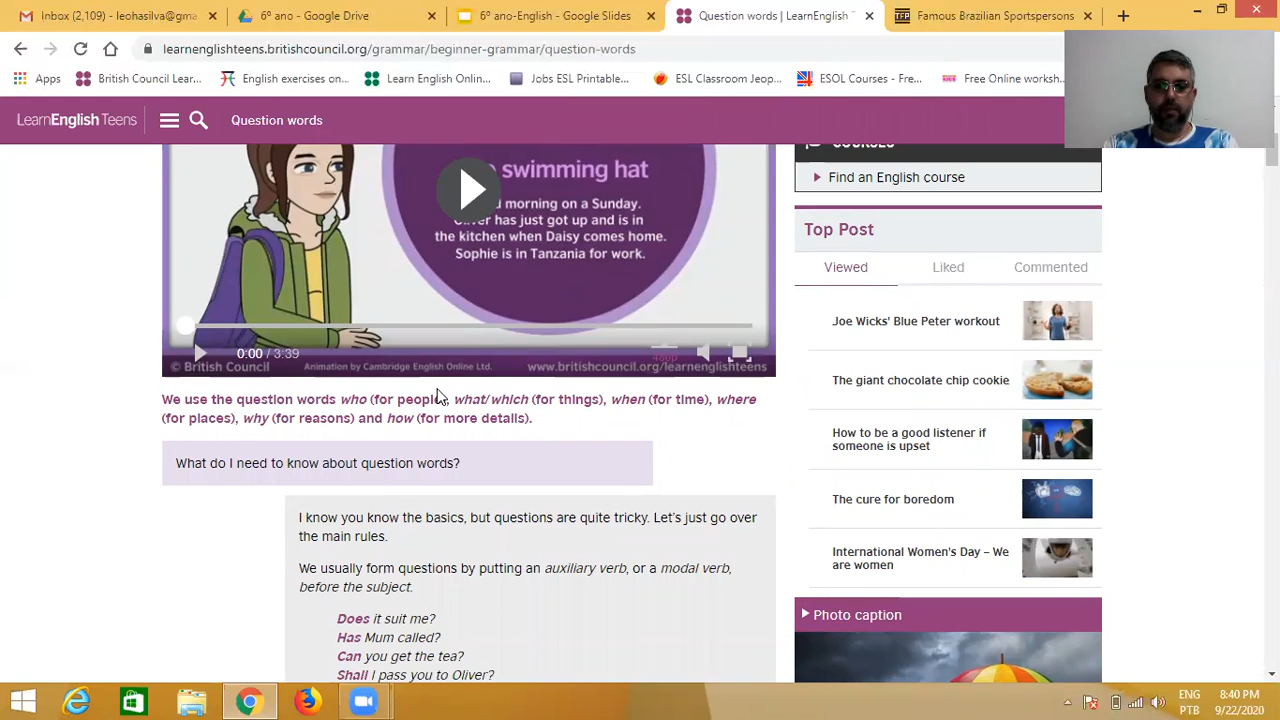 Inbox (2,109) - leohasilva@gma
6º ano - Google Drive
6º ano-English - Google Slides
Question words | LearnEnglish
Famous Brazilian Sportspersons
learnenglishteens.britishcouncil.org/grammar/beginner-grammar/question-words
Apps
British Council Lear...
English exercises on...
Learn English Onlin...
Jobs ESL Printable...
ESL Classroom Jeop...
ESOL Courses - Fre...
Free Online worksh...
LearnEnglish Teens
Question words
swimming hat
morning on a Sunday.
Oliver has just got up and is in
the kitchen when Daisy comes home.
Sophie is in Tanzania for work.
0:00 / 3:39
480p
© British Council
Animation by Cambridge English Online Ltd.
www.britishcouncil.org/learnenglishteens
We use the question words who (for people), what/which (for things), when (for time), where
(for places), why (for reasons) and how (for more details).
What do I need to know about question words?
I know you know the basics, but questions are quite tricky. Let's just go over
the main rules.
We usually form questions by putting an auxiliary verb, or a modal verb,
before the subject.
Does it suit me?
Has Mum called?
Can you get the tea?
Shall I pass you to Oliver?
COURSES
Find an English course
Top Post
Viewed
Liked
Commented
Joe Wicks' Blue Peter workout
The giant chocolate chip cookie
How to be a good listener if
someone is upset
The cure for boredom
International Women's Day – We
are women
Photo caption
ENG
PTB
8:40 PM
9/22/2020